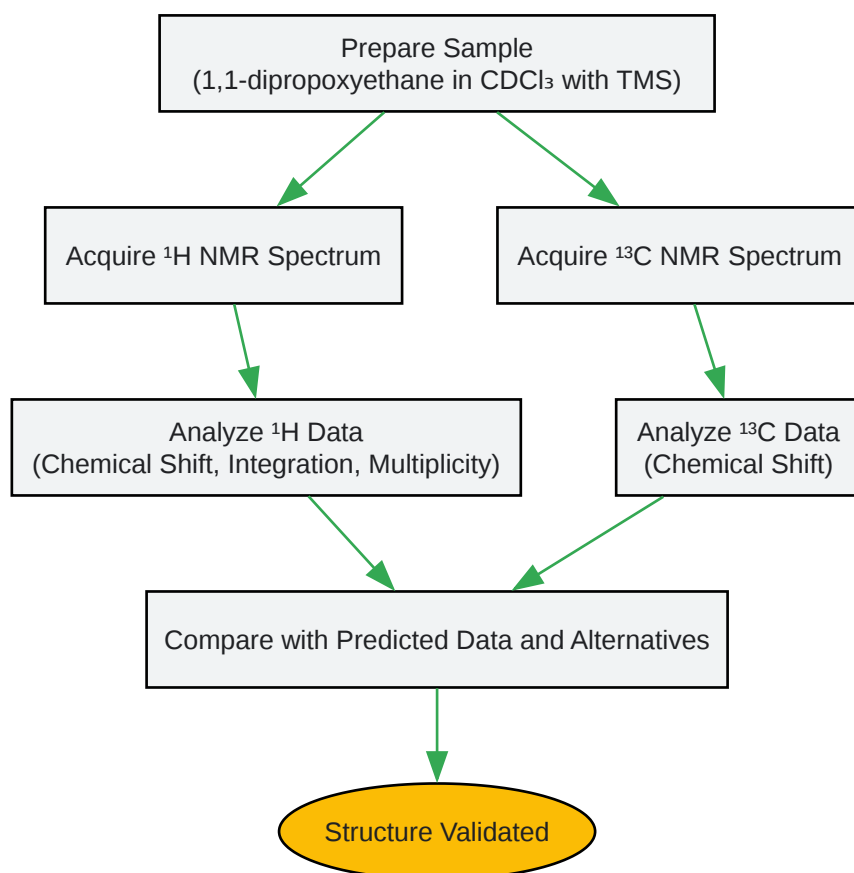 Prepare Sample
(1,1-dipropoxyethane in CDCl₃ with TMS)
Acquire ¹H NMR Spectrum
Acquire ¹³C NMR Spectrum
Analyze ¹H Data
(Chemical Shift, Integration, Multiplicity)
Analyze ¹³C Data
(Chemical Shift)
Compare with Predicted Data and Alternatives
Structure Validated